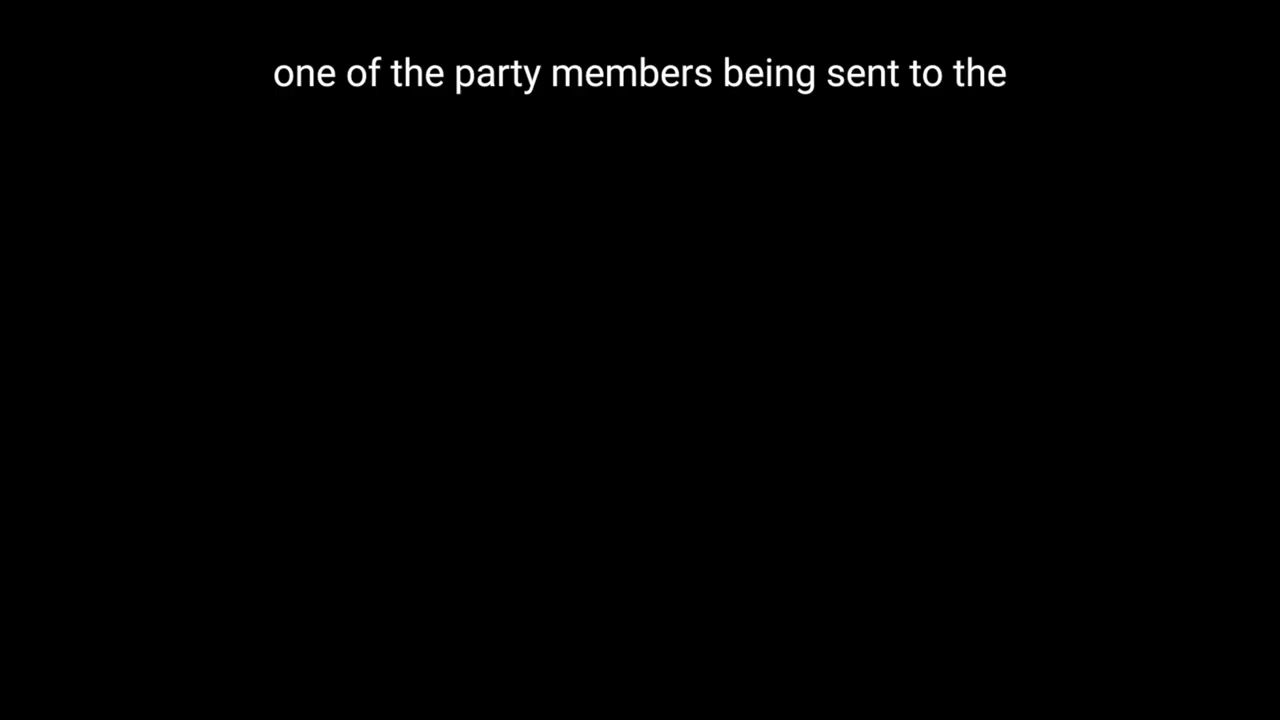 one of the party members being sent to the